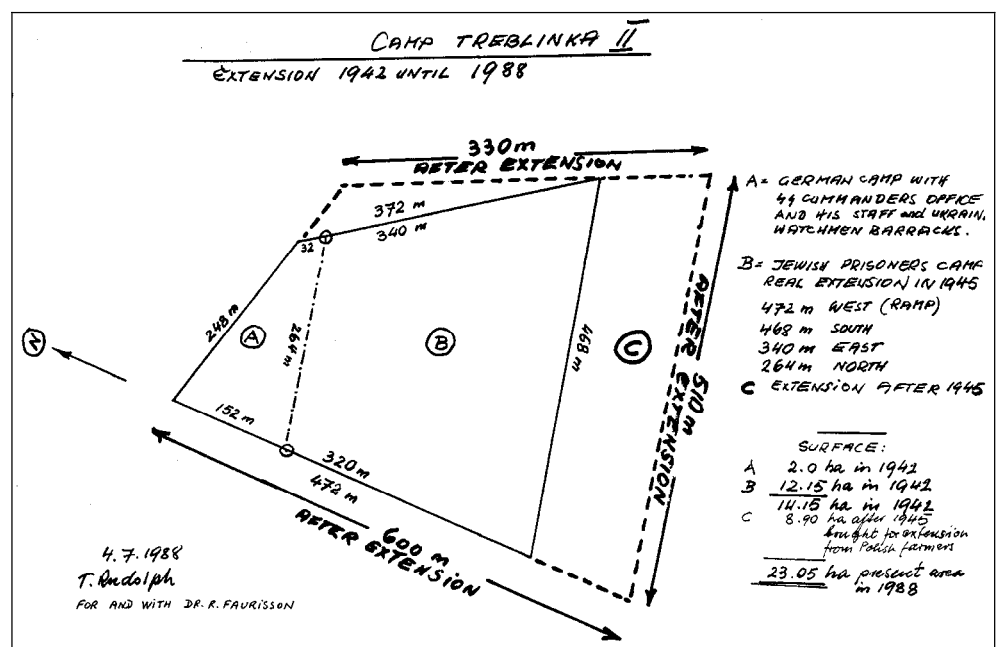 CAMP TREBLINKA II
EXTENSION 1942 UNTIL 1988
330 m
AFTER EXTENSION
372 m
340 m
32
248 m
A
264 m
B
468 m
C
510 m
AFTER EXTENSION
N
152 m
320 m
472 m
600 m
AFTER EXTENSION
A = GERMAN CAMP WITH
COMMANDERS OFFICE
AND HIS STAFF and UKRAIN.
WATCHMEN BARRACKS.
B = JEWISH PRISONERS CAMP
REAL EXTENSION IN 1945
472 m WEST (RAMP)
468 m SOUTH
340 m EAST
264 m NORTH
C EXTENSION AFTER 1945
SURFACE:
A 2.0 ha in 1942
B 12.15 ha in 1942
14.15 ha in 1942
C 8.90 ha after 1945
bought for extension
from Polish farmers
23.05 ha present area
in 1988
4.7.1988
T. Rudolph
FOR AND WITH DR. R. FAURISSON